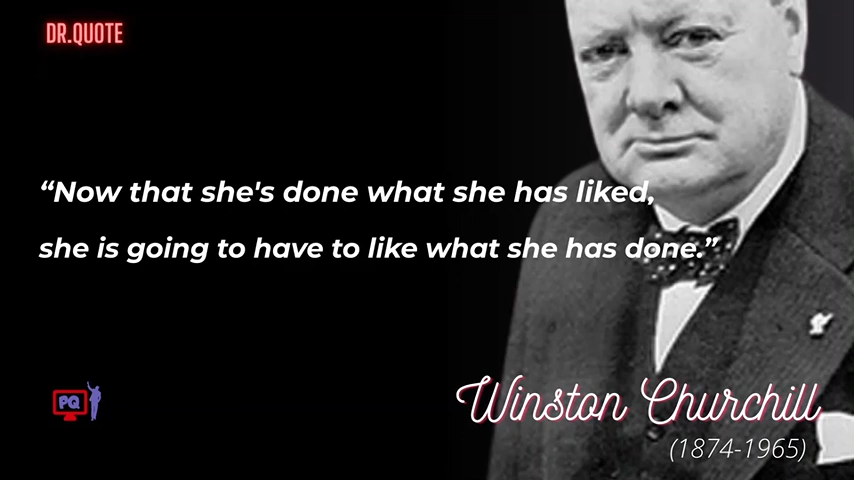 DR.QUOTE
“Now that she's done what she has liked,
she is going to have to like what she has done.”
PQ
Winston Churchill
(1874-1965)